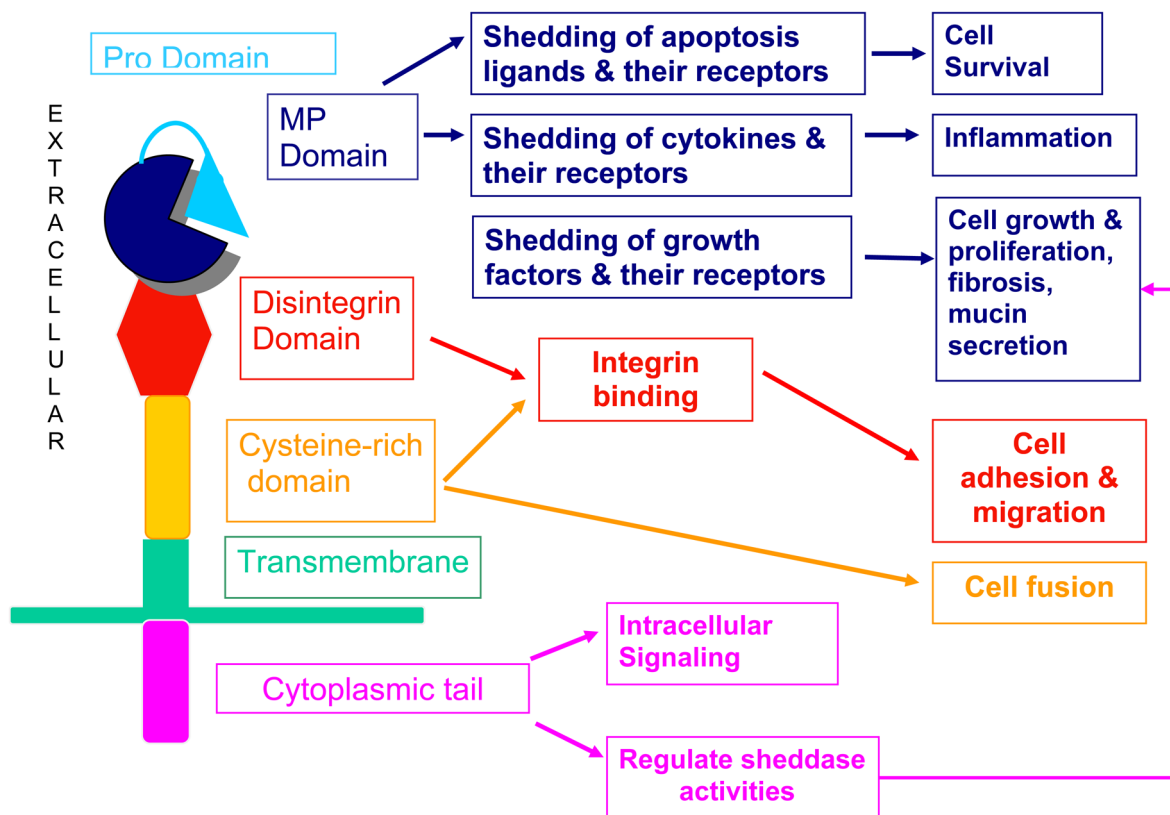 Pro Domain
EXTRACELLULAR
MP
Domain
Shedding of apoptosis
ligands & their receptors
Cell
Survival
Shedding of cytokines &
their receptors
Inflammation
Shedding of growth
factors & their receptors
Cell growth &
proliferation,
fibrosis,
mucin
secretion
Disintegrin
Domain
Integrin
binding
Cell
adhesion &
migration
Cysteine-rich
domain
Cell fusion
Transmembrane
Intracellular
Signaling
Cytoplasmic tail
Regulate sheddase
activities